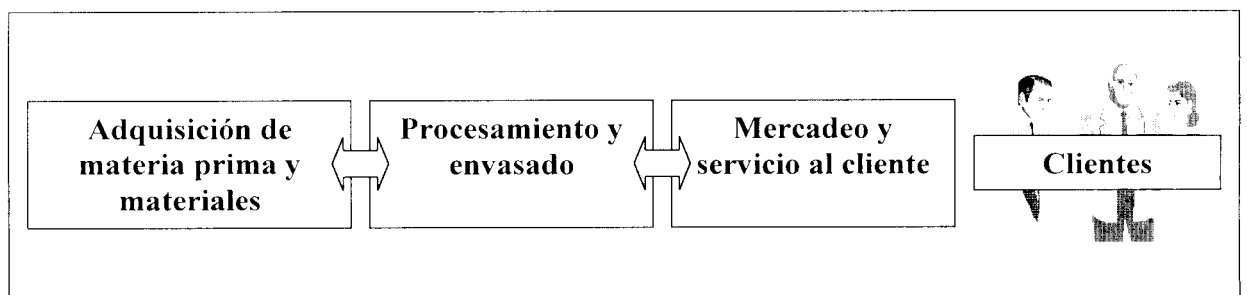 Adquisición de
materia prima y
materiales
Procesamiento y
envasado
Mercadeo y
servicio al cliente
Clientes